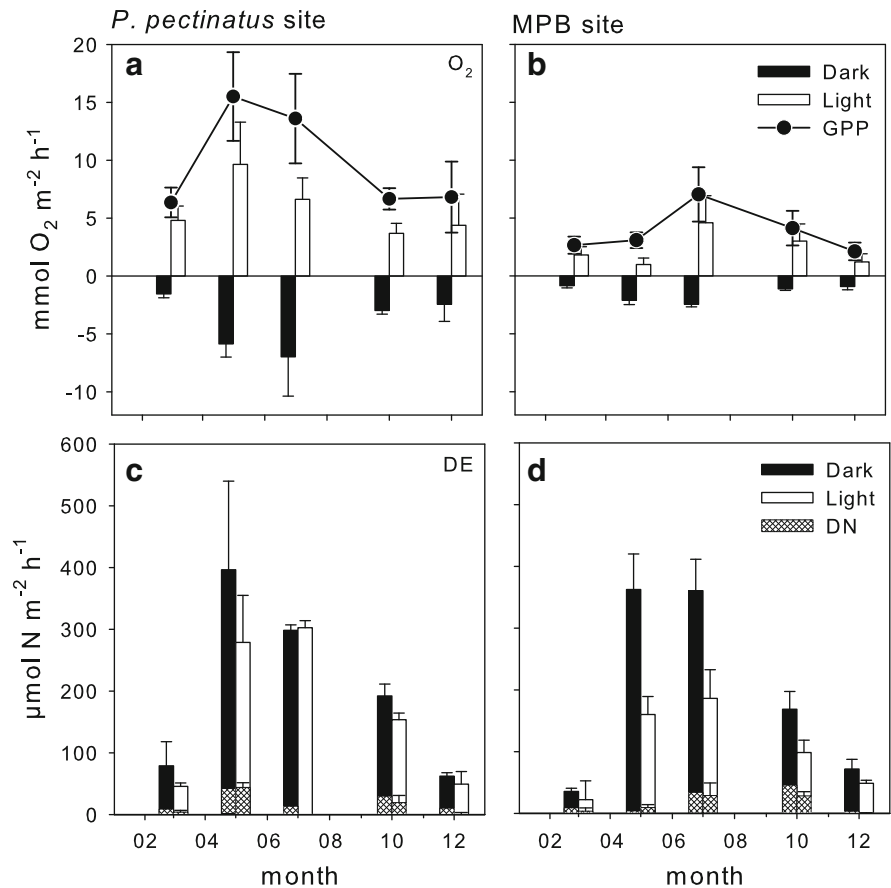 P. pectinatus site
MPB site
a
O2
b
Dark
Light
GPP
20
15
10
5
0
-5
-10
mmol O2 m-2 h-1
c
DE
d
Dark
Light
DN
600
500
400
300
200
100
0
µmol N m-2 h-1
02 04 06 08 10 12
02 04 06 08 10 12
month
month